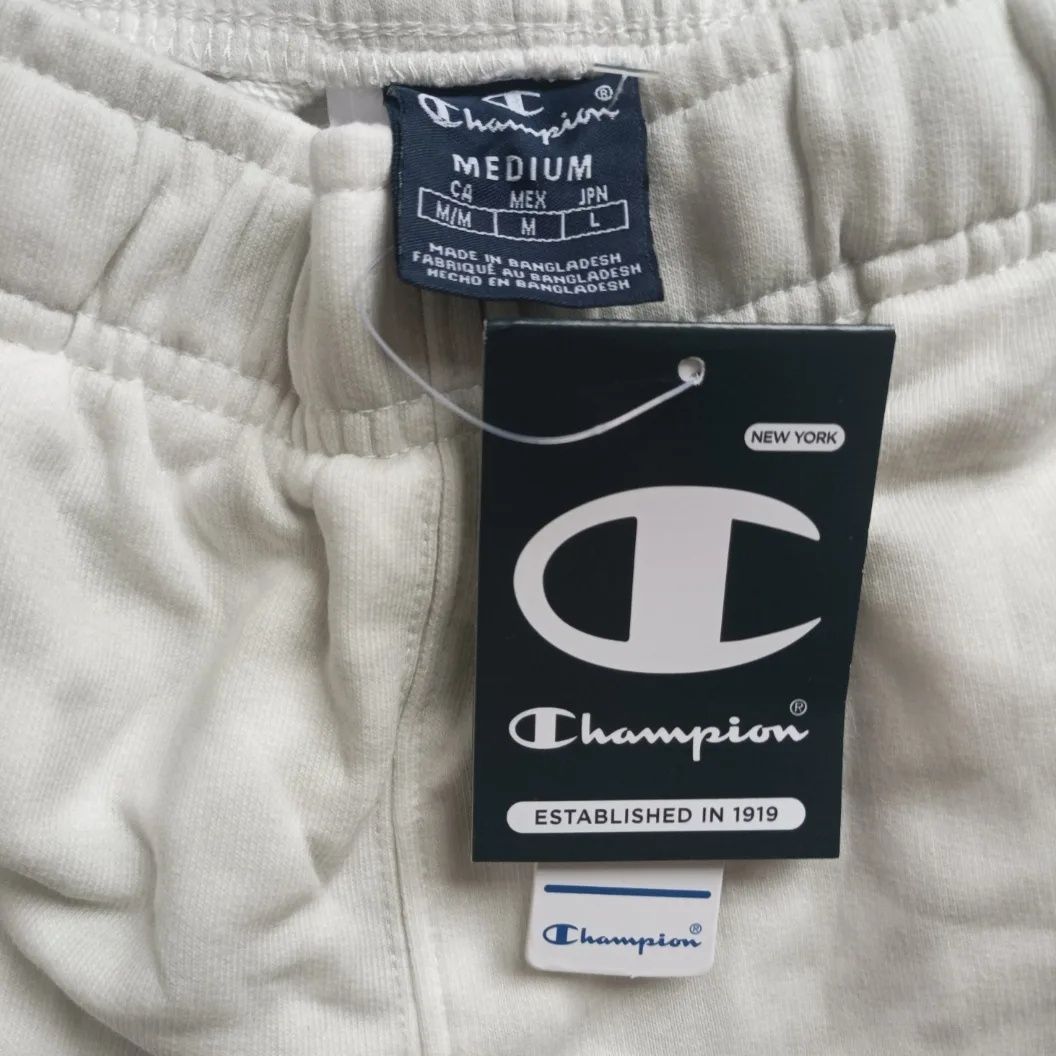 Champion®
MEDIUM
CA MEX JPN
M/M M L
MADE IN BANGLADESH
FABRIQUÉ AU BANGLADESH
HECHO EN BANGLADESH
NEW YORK
C
Champion®
ESTABLISHED IN 1919
Champion®